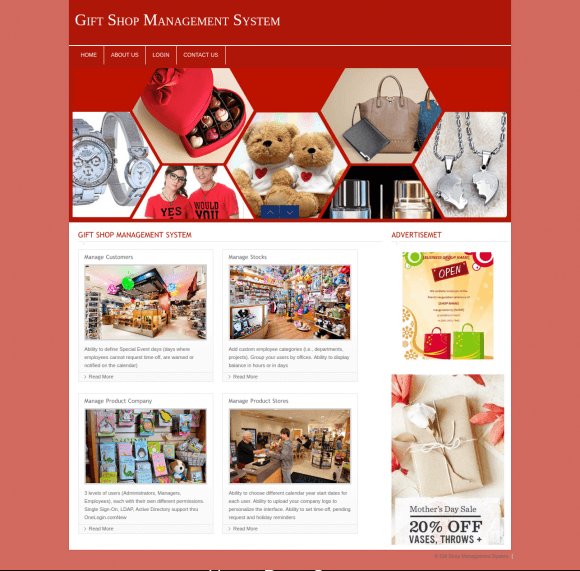 GIFT SHOP MANAGEMENT SYSTEM
HOME
ABOUT US
LOGIN
CONTACT US
YES
WOULD
YOU
GIFT SHOP MANAGEMENT SYSTEM
ADVERTISEMET
Manage Customers
Ability to define Special Event days (days where
employees cannot request time off, are warned or
notified on the calendar)
Read More
Manage Stocks
Add custom employee categories (i.e., departments,
projects). Group your users by offices. Ability to display
balance in hours or in days
Read More
OPEN
Manage Product Company
3 levels of users (Administrators, Managers,
Employees), each with their own different permissions.
Single Sign On, LDAP, Active Directory support thru
OneLogin.comNew
Read More
Manage Product Stores
Ability to choose different calendar year start dates for
each user. Ability to upload your company logo to
personalize the interface. Ability to set time-off, pending
request and holiday reminders
Read More
Mother's Day Sale
20% OFF
VASES, THROWS +
© Gift Shop Management System